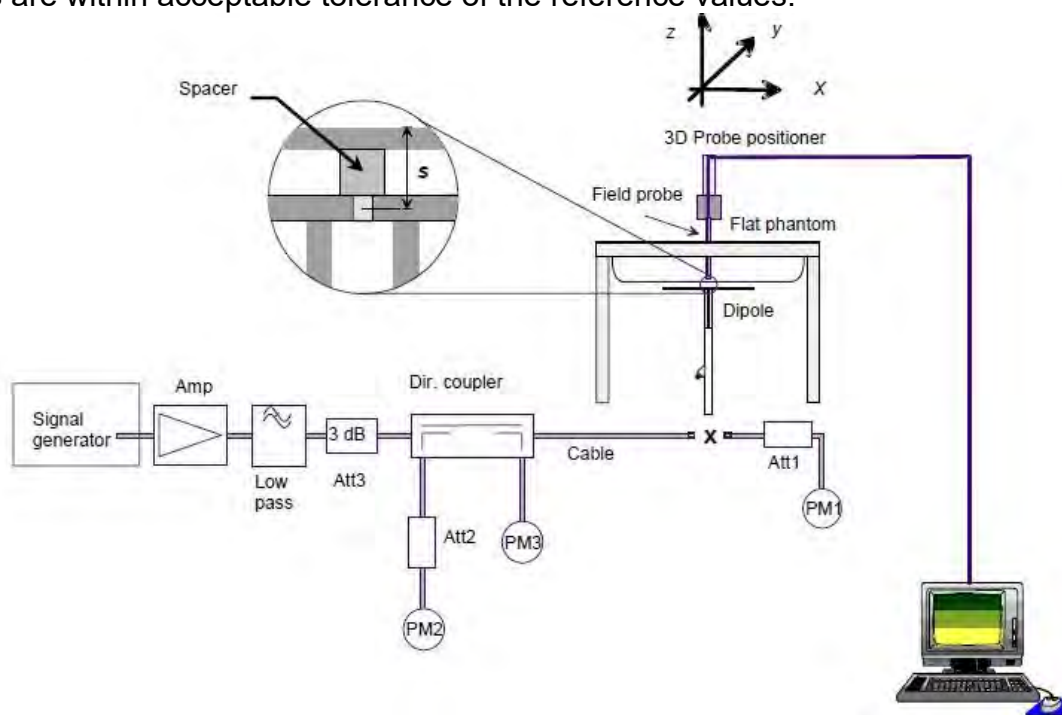 s are within acceptable tolerance of the reference values.
z
y
x
Spacer
s
3D Probe positioner
Field probe
Flat phantom
Dipole
Signal
generator
Amp
Low
pass
3 dB
Att3
Dir. coupler
Cable
x
Att1
PM1
Att2
PM3
PM2